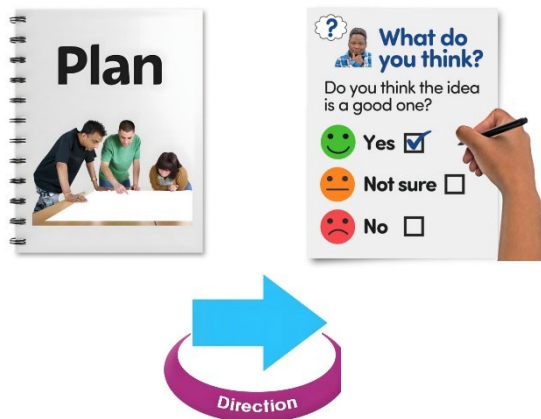 Plan
?
What do
you think?
Do you think the idea
is a good one?
Yes
Not sure
No
Direction